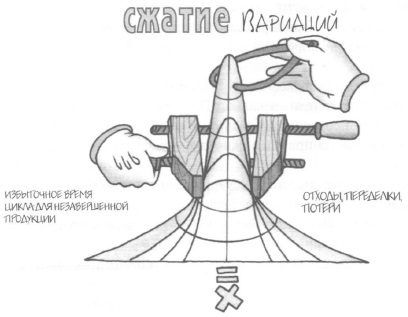 сжатие ВАРИАЦИЙ
ИЗБЫТОЧНОЕ ВРЕМЯ
ЦИКЛА ДЛЯ НЕЗАВЕРШЕННОЙ
ПРОДУКЦИИ
ОТХОДЫ, ПЕРЕДЕЛКИ,
ПОТЕРИ
x̿